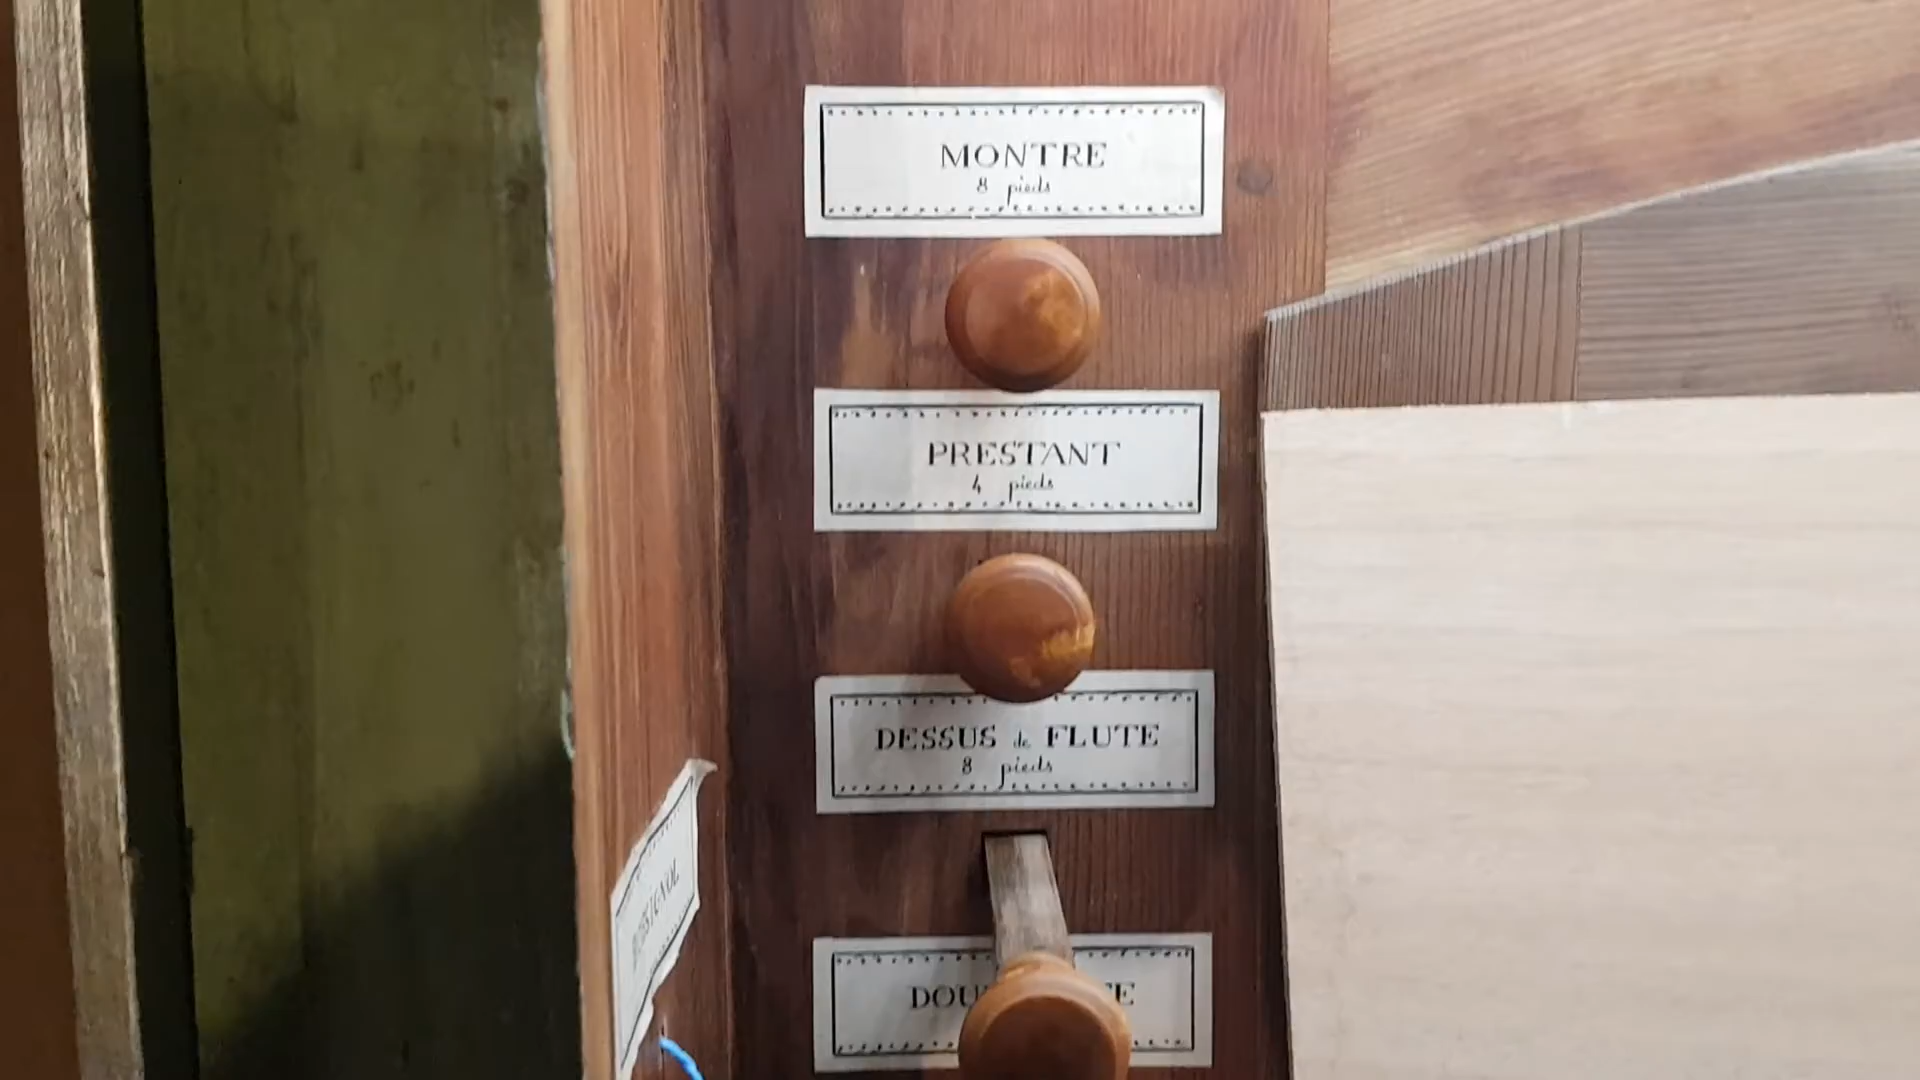 MONTRE
8 pieds
PRESTANT
4 pieds
DESSUS de FLUTE
8 pieds